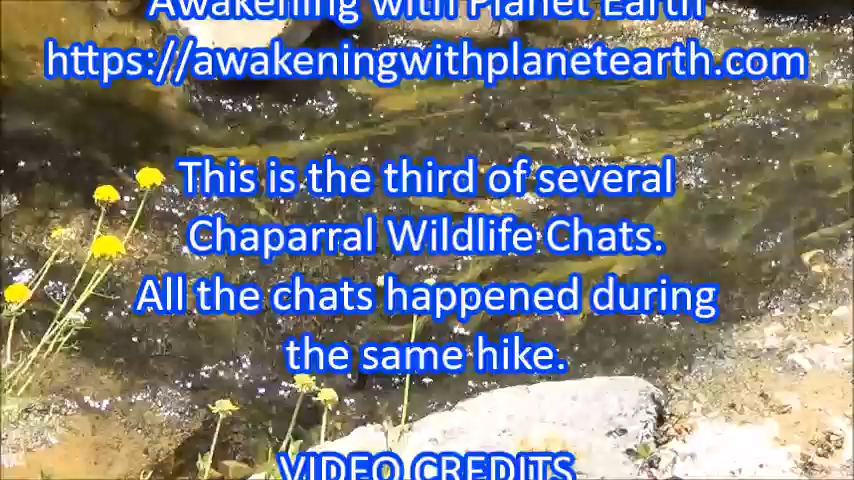 Awakening with Planet Earth
https://awakeningwithplanetearth.com
This is the third of several
Chaparral Wildlife Chats.
All the chats happened during
the same hike.
VIDEO CREDITS